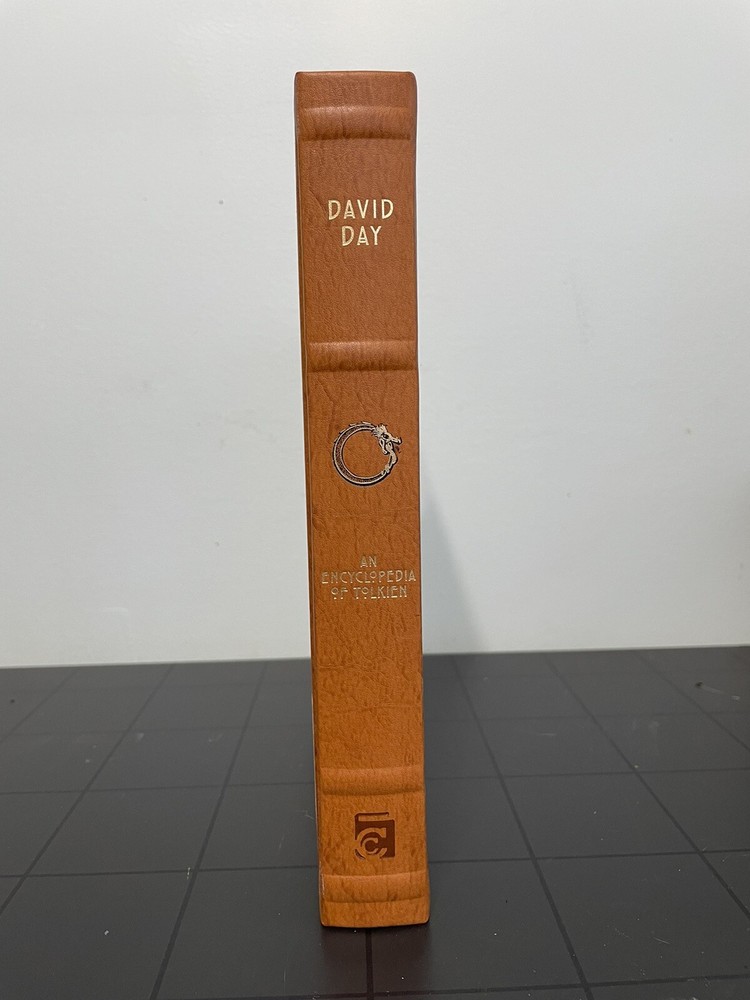 DAVID
DAY
AN
ENCYCLOPEDIA
OF TOLKIEN